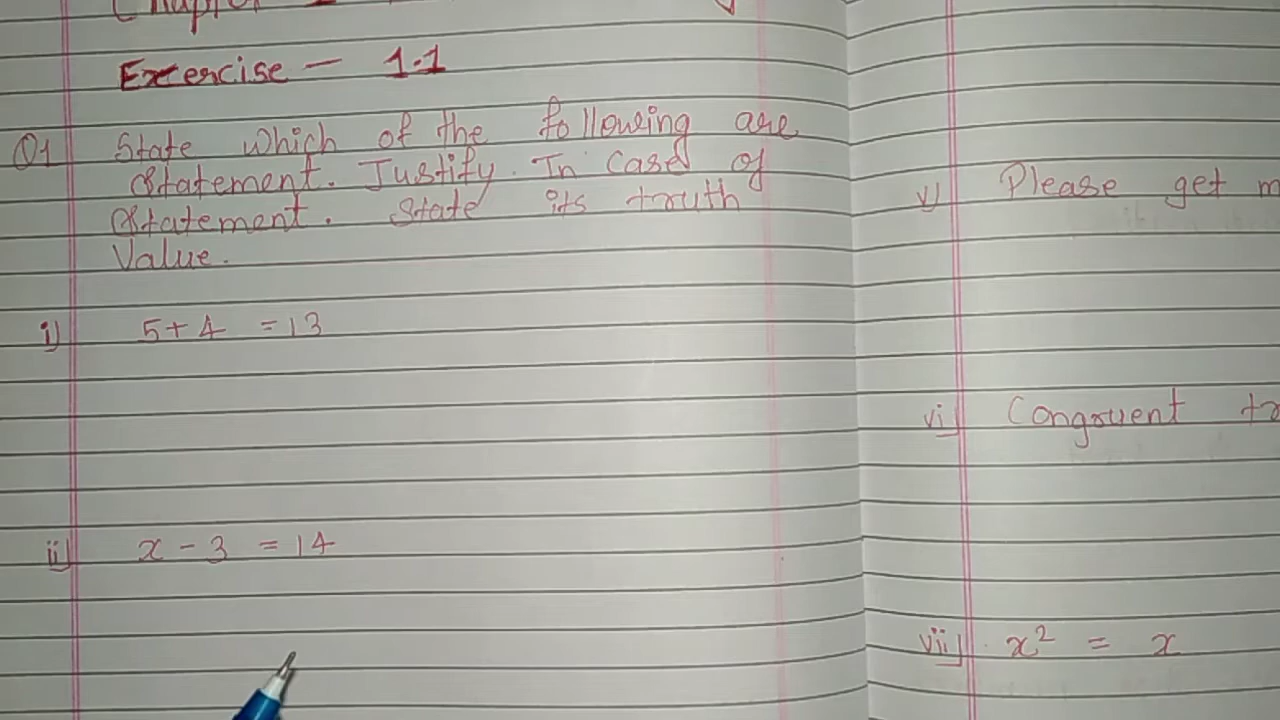 Exercise – 1.1
Q1 State which of the following are
statement. Justify. In case of
statement. State its truth
Value.
i) 5+4 =13
ii) x - 3 = 14
v) Please get
vi) Congruent
vii) x² = x